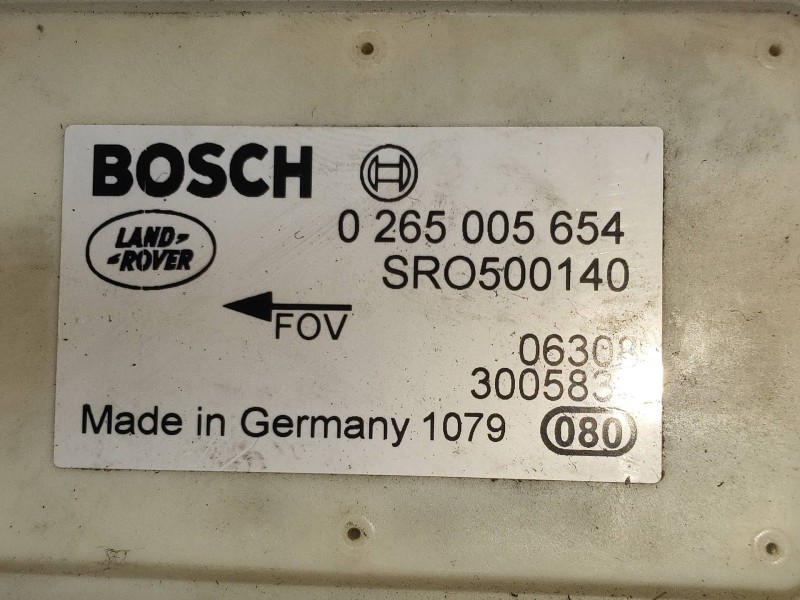 BOSCH
LAND-
-ROVER
0 265 005 654
SRO500140
FOV
Made in Germany 1079 080